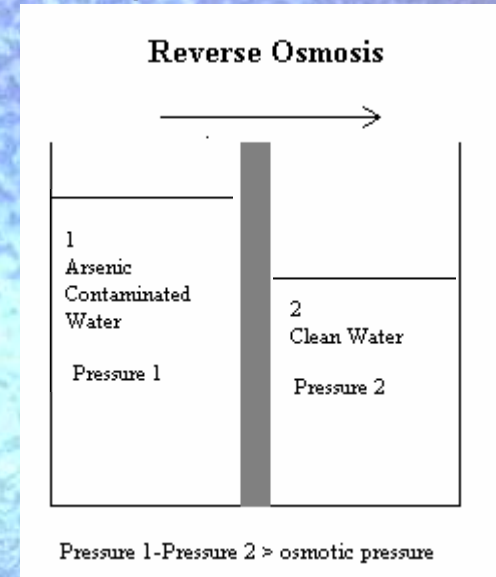 Reverse Osmosis
1
Arsenic
Contaminated
Water
Pressure 1
2
Clean Water
Pressure 2
Pressure 1-Pressure 2 > osmotic pressure